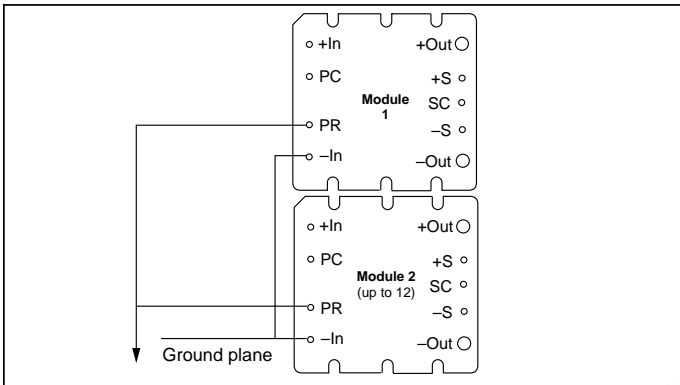 +In
+Out
PC
+S
Module
1
SC
PR
–S
–In
–Out
+In
+Out
PC
+S
Module 2
(up to 12)
SC
PR
–S
–In
–Out
Ground plane